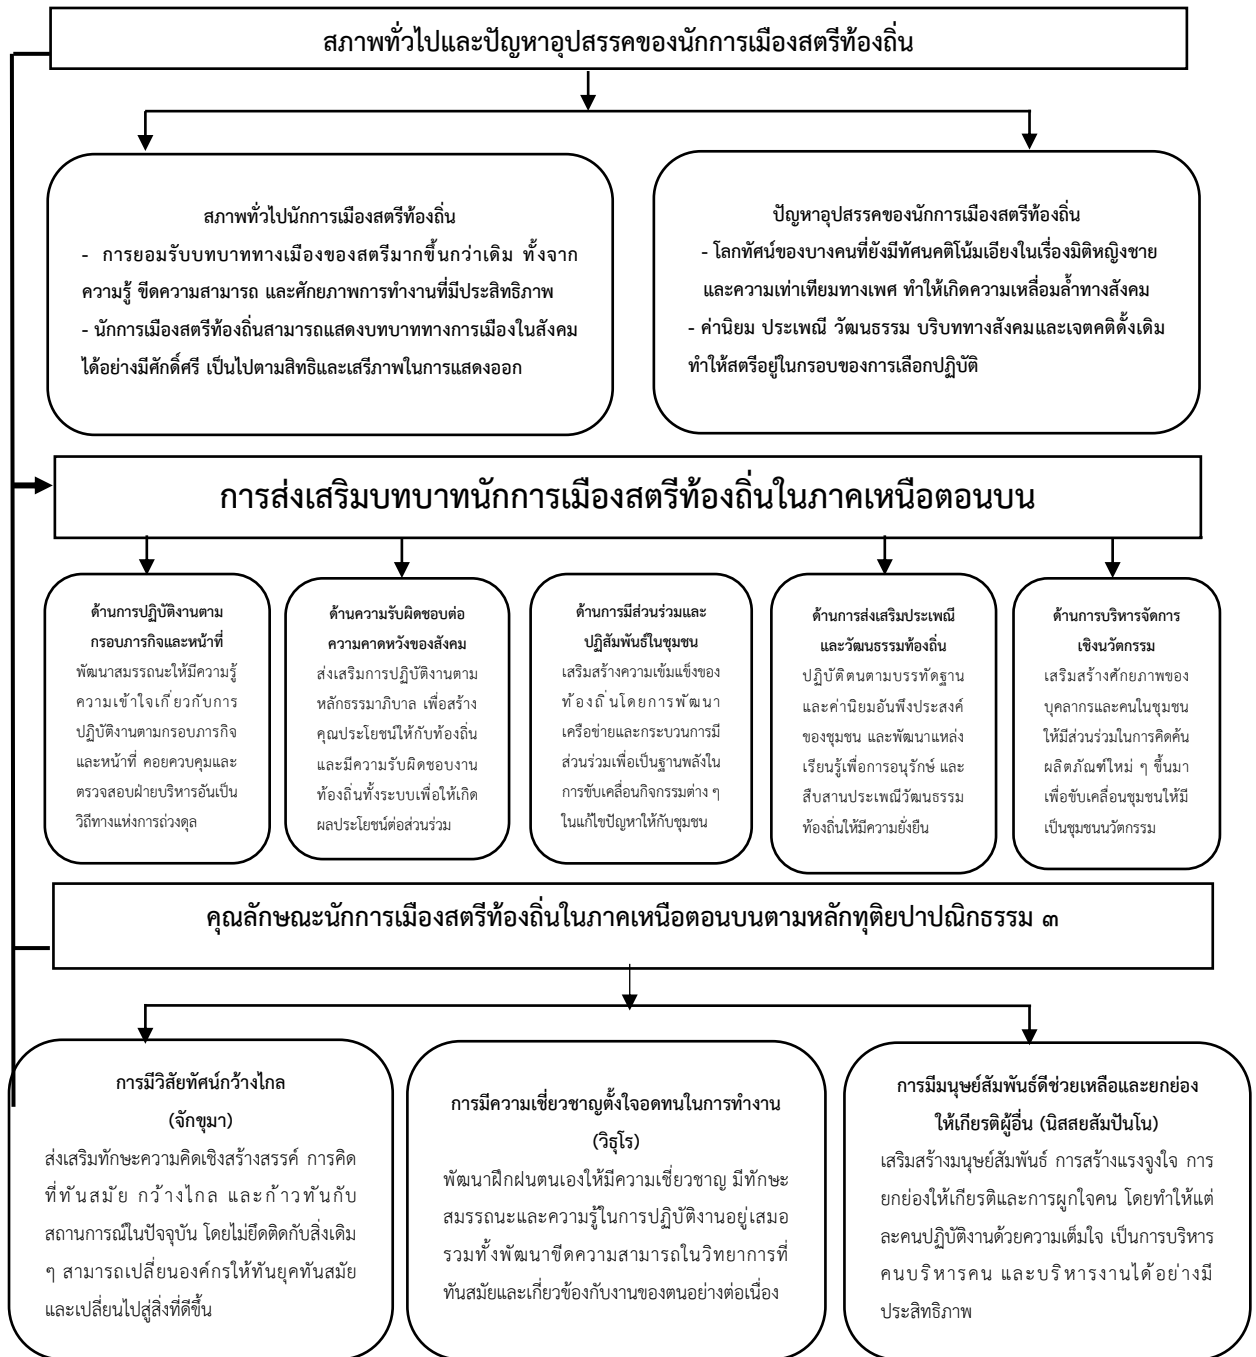 สภาพทั่วไปและปัญหาอุปสรรคของนักการเมืองสตรีท้องถิ่น
สภาพทั่วไปนักการเมืองสตรีท้องถิ่น
- การยอมรับบทบาททางเมืองของสตรีมากขึ้นกว่าเดิม ทั้งจาก
ความรู้ ขีดความสามารถ และศักยภาพการทำงานที่มีประสิทธิภาพ
- นักการเมืองสตรีท้องถิ่นสามารถแสดงบทบาททางการเมืองในสังคม
ได้อย่างมีศักดิ์ศรี เป็นไปตามสิทธิและเสรีภาพในการแสดงออก
ปัญหาอุปสรรคของนักการเมืองสตรีท้องถิ่น
- โลกทัศน์ของบางคนที่ยังมีทัศนคติโน้มเอียงในเรื่องมิติหญิงชาย
และความเท่าเทียมทางเพศ ทำให้เกิดความเหลื่อมล้ำทางสังคม
- ค่านิยม ประเพณี วัฒนธรรม บริบททางสังคมและเจตคติดั้งเดิม
ทำให้สตรีอยู่ในกรอบของการเลือกปฏิบัติ
การส่งเสริมบทบาทนักการเมืองสตรีท้องถิ่นในภาคเหนือตอนบน
ด้านการปฏิบัติงานตาม
กรอบภารกิจและหน้าที่
พัฒนาสมรรถนะให้มีความรู้
ความเข้าใจเกี่ยวกับการ
ปฏิบัติงานตามกรอบภารกิจ
และหน้าที่ คอยควบคุมและ
ตรวจสอบฝ่ายบริหารอันเป็น
วิถีทางแห่งการถ่วงดุล
ด้านความรับผิดชอบต่อ
ความคาดหวังของสังคม
ส่งเสริมการปฏิบัติงานตาม
หลักธรรมาภิบาล เพื่อสร้าง
คุณประโยชน์ให้กับท้องถิ่น
และมีความรับผิดชอบงาน
ท้องถิ่นทั้งระบบเพื่อให้เกิด
ผลประโยชน์ต่อส่วนร่วม
ด้านการมีส่วนร่วมและ
ปฏิสัมพันธ์ในชุมชน
เสริมสร้างความเข้มแข็งของ
ท้องถิ่นโดยการพัฒนา
เครือข่ายและกระบวนการมี
ส่วนร่วมเพื่อเป็นฐานพลังใน
การขับเคลื่อนกิจกรรมต่าง ๆ
ในแก้ไขปัญหาให้กับชุมชน
ด้านการส่งเสริมประเพณี
และวัฒนธรรมท้องถิ่น
ปฏิบัติตนตามบรรทัดฐาน
และค่านิยมอันพึงประสงค์
ของชุมชน และพัฒนาแหล่ง
เรียนรู้เพื่อการอนุรักษ์ และ
สืบสานประเพณีวัฒนธรรม
ท้องถิ่นให้มีความยั่งยืน
ด้านการบริหารจัดการ
เชิงนวัตกรรม
เสริมสร้างศักยภาพของ
บุคลากรและคนในชุมชน
ให้มีส่วนร่วมในการคิดค้น
ผลิตภัณฑ์ใหม่ ๆ ขึ้นมา
เพื่อขับเคลื่อนชุมชนให้มี
เป็นชุมชนนวัตกรรม
คุณลักษณะนักการเมืองสตรีท้องถิ่นในภาคเหนือตอนบนตามหลักทุติยปาปณิกธรรม ๓
การมีวิสัยทัศน์กว้างไกล
(จักขุมา)
ส่งเสริมทักษะความคิดเชิงสร้างสรรค์ การคิด
ที่ทันสมัย กว้างไกล และก้าวทันกับ
สถานการณ์ในปัจจุบัน โดยไม่ยึดติดกับสิ่งเดิม
ๆ สามารถเปลี่ยนองค์กรให้ทันยุคทันสมัย
และเปลี่ยนไปสู่สิ่งที่ดีขึ้น
การมีความเชี่ยวชาญตั้งใจอดทนในการทำงาน
(วิธุโร)
พัฒนาฝึกฝนตนเองให้มีความเชี่ยวชาญ มีทักษะ
สมรรถนะและความรู้ในการปฏิบัติงานอยู่เสมอ
รวมทั้งพัฒนาขีดความสามารถในวิทยาการที่
ทันสมัยและเกี่ยวข้องกับงานของตนอย่างต่อเนื่อง
การมีมนุษย์สัมพันธ์ดีช่วยเหลือและยกย่อง
ให้เกียรติผู้อื่น (นิสสยสัมปันโน)
เสริมสร้างมนุษย์สัมพันธ์ การสร้างแรงจูงใจ การ
ยกย่องให้เกียรติและการผูกใจคน โดยทำให้แต่
ละคนปฏิบัติงานด้วยความเต็มใจ เป็นการบริหาร
คนบริหารคน และบริหารงานได้อย่างมี
ประสิทธิภาพ